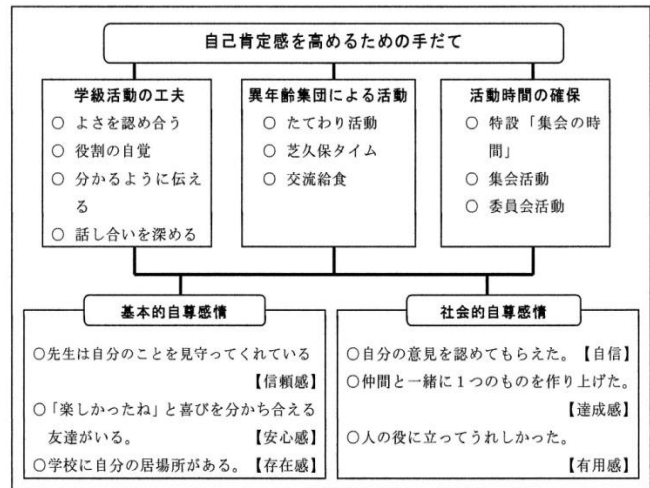 自己肯定感を高めるための手だて
学級活動の工夫
○ よさを認め合う
○ 役割の自覚
○ 分かるように伝え
る
○ 話し合いを深める
異年齢集団による活動
○ たてわり活動
○ 芝久保タイム
○ 交流給食
活動時間の確保
○ 特設「集会の時
間」
○ 集会活動
○ 委員会活動
基本的自尊感情
○先生は自分のことを見守ってくれている
【信頼感】
○「楽しかったね」と喜びを分かち合える
友達がいる。 【安心感】
○学校に自分の居場所がある。【存在感】
社会的自尊感情
○自分の意見を認めてもらえた。【自信】
○仲間と一緒に１つのものを作り上げた。
【達成感】
○人の役に立ってうれしかった。
【有用感】